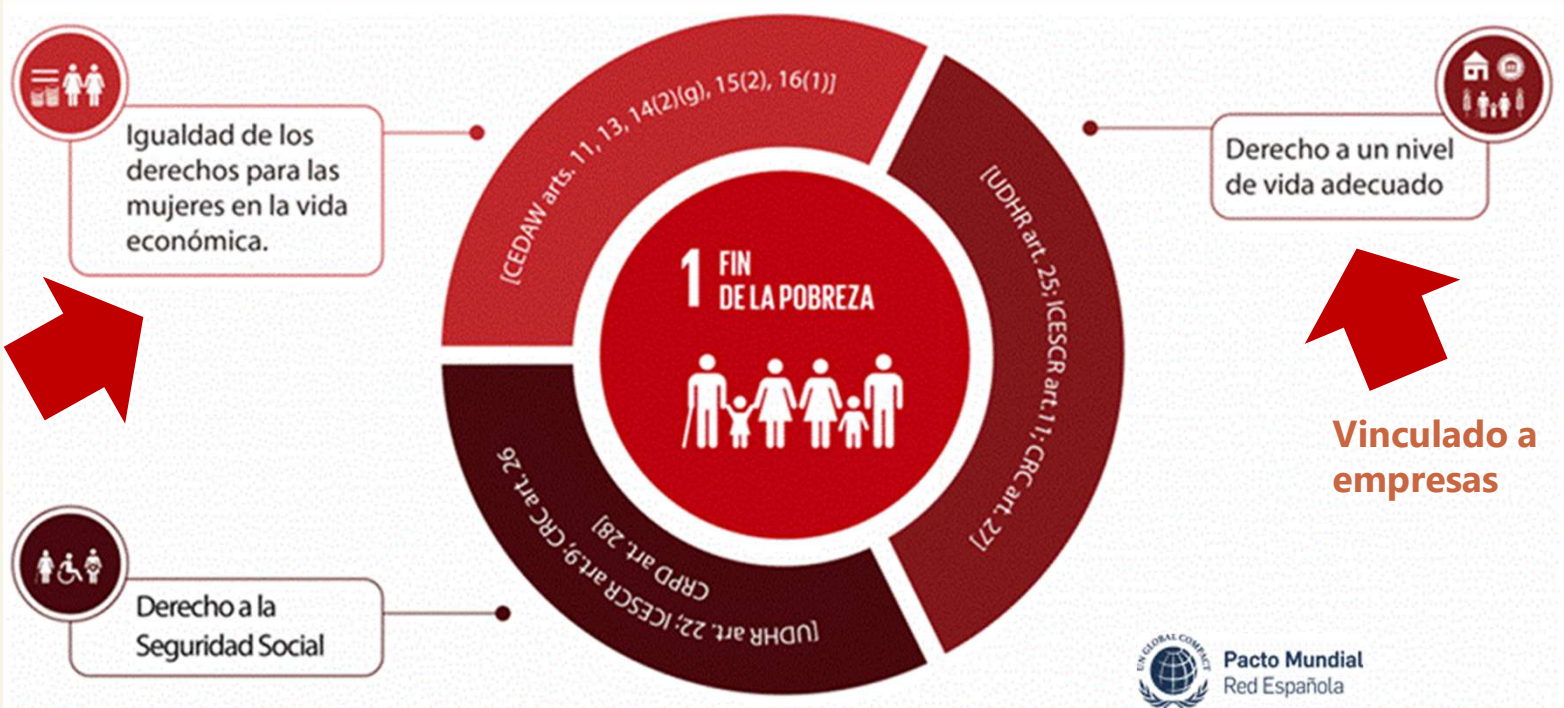 Igualdad de los
derechos para las
mujeres en la vida
económica.
[CEDAW arts. 11, 13, 14(2)(g), 15(2), 16(1)]
Derecho a un nivel
de vida adecuado
[UDHR art. 25; ICESCR art.11; CRC art. 27]
1 FIN
DE LA POBREZA
Vinculado a
empresas
Derecho a la
Seguridad Social
[UDHR art. 22; ICESCR art.9; CRC art. 26
CRPD art. 28]
UN GLOBAL COMPACT
Pacto Mundial
Red Española